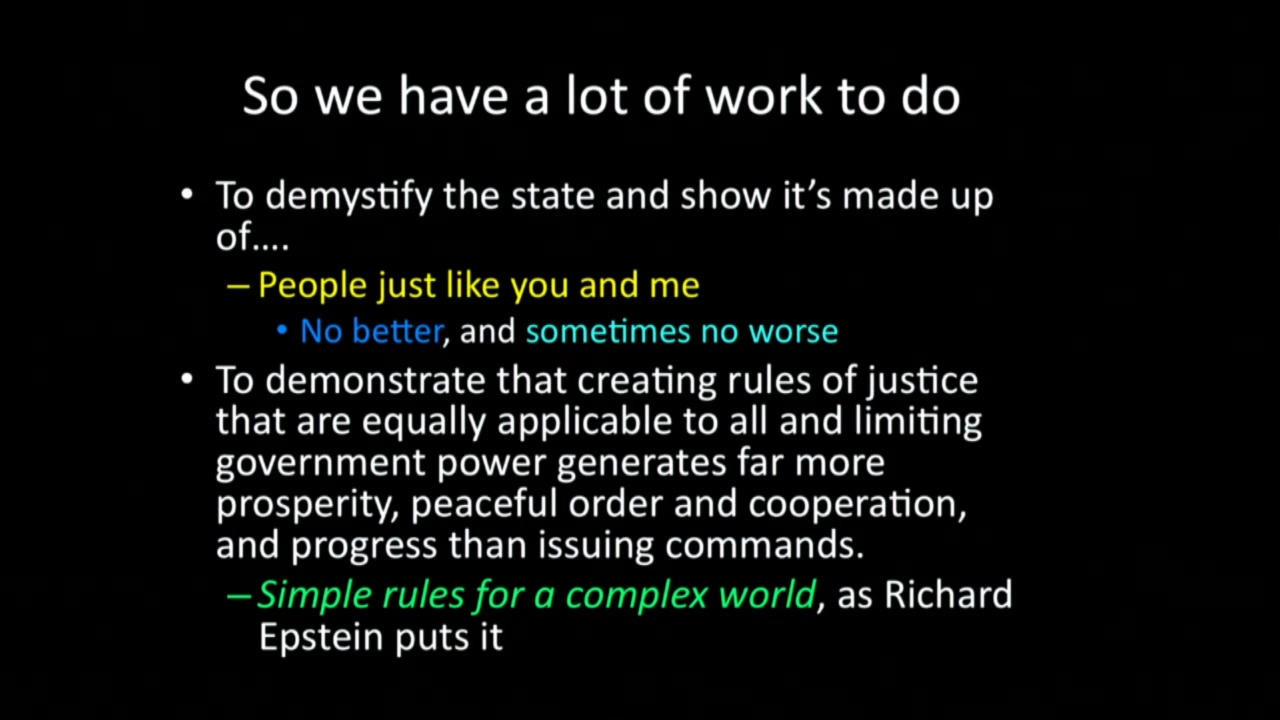 So we have a lot of work to do
• To demystify the state and show it’s made up
of....
– People just like you and me
• No better, and sometimes no worse
• To demonstrate that creating rules of justice
that are equally applicable to all and limiting
government power generates far more
prosperity, peaceful order and cooperation,
and progress than issuing commands.
– Simple rules for a complex world, as Richard
Epstein puts it